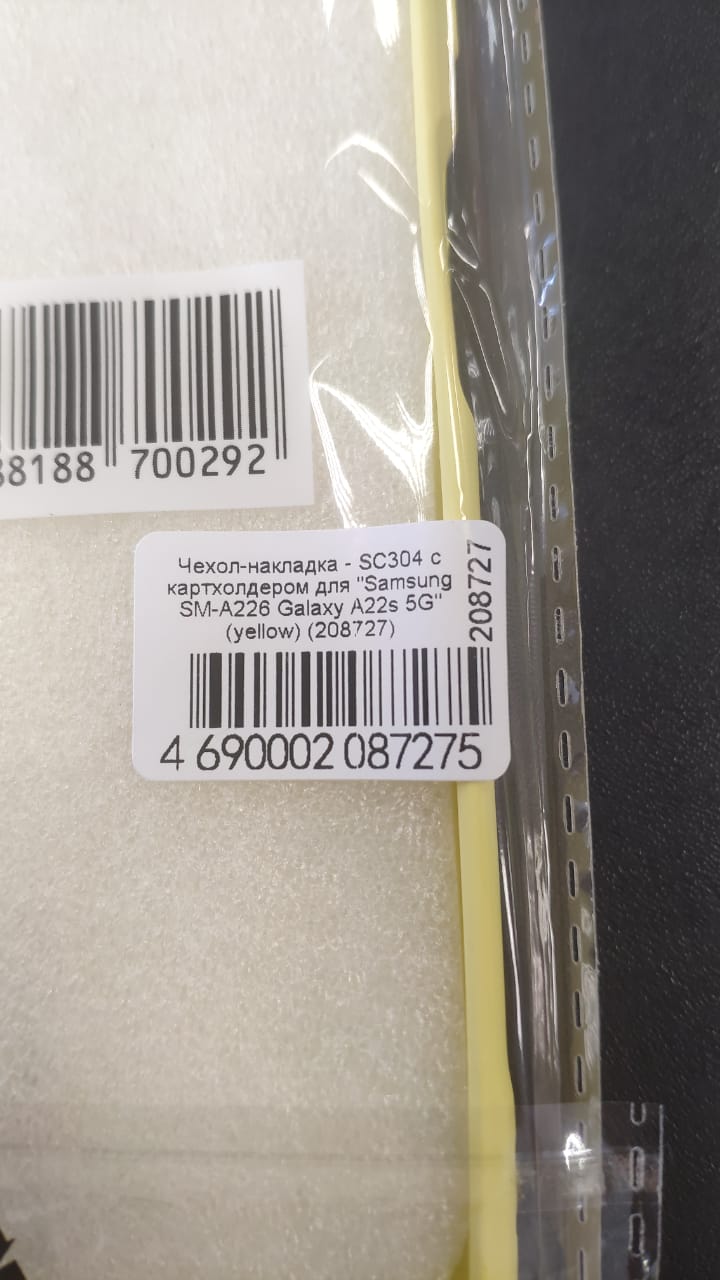 88188 700292
Чехол-накладка - SC304 с
картхолдером для "Samsung
SM-A226 Galaxy A22s 5G"
(yellow) (208727)
208727
4 690002 087275